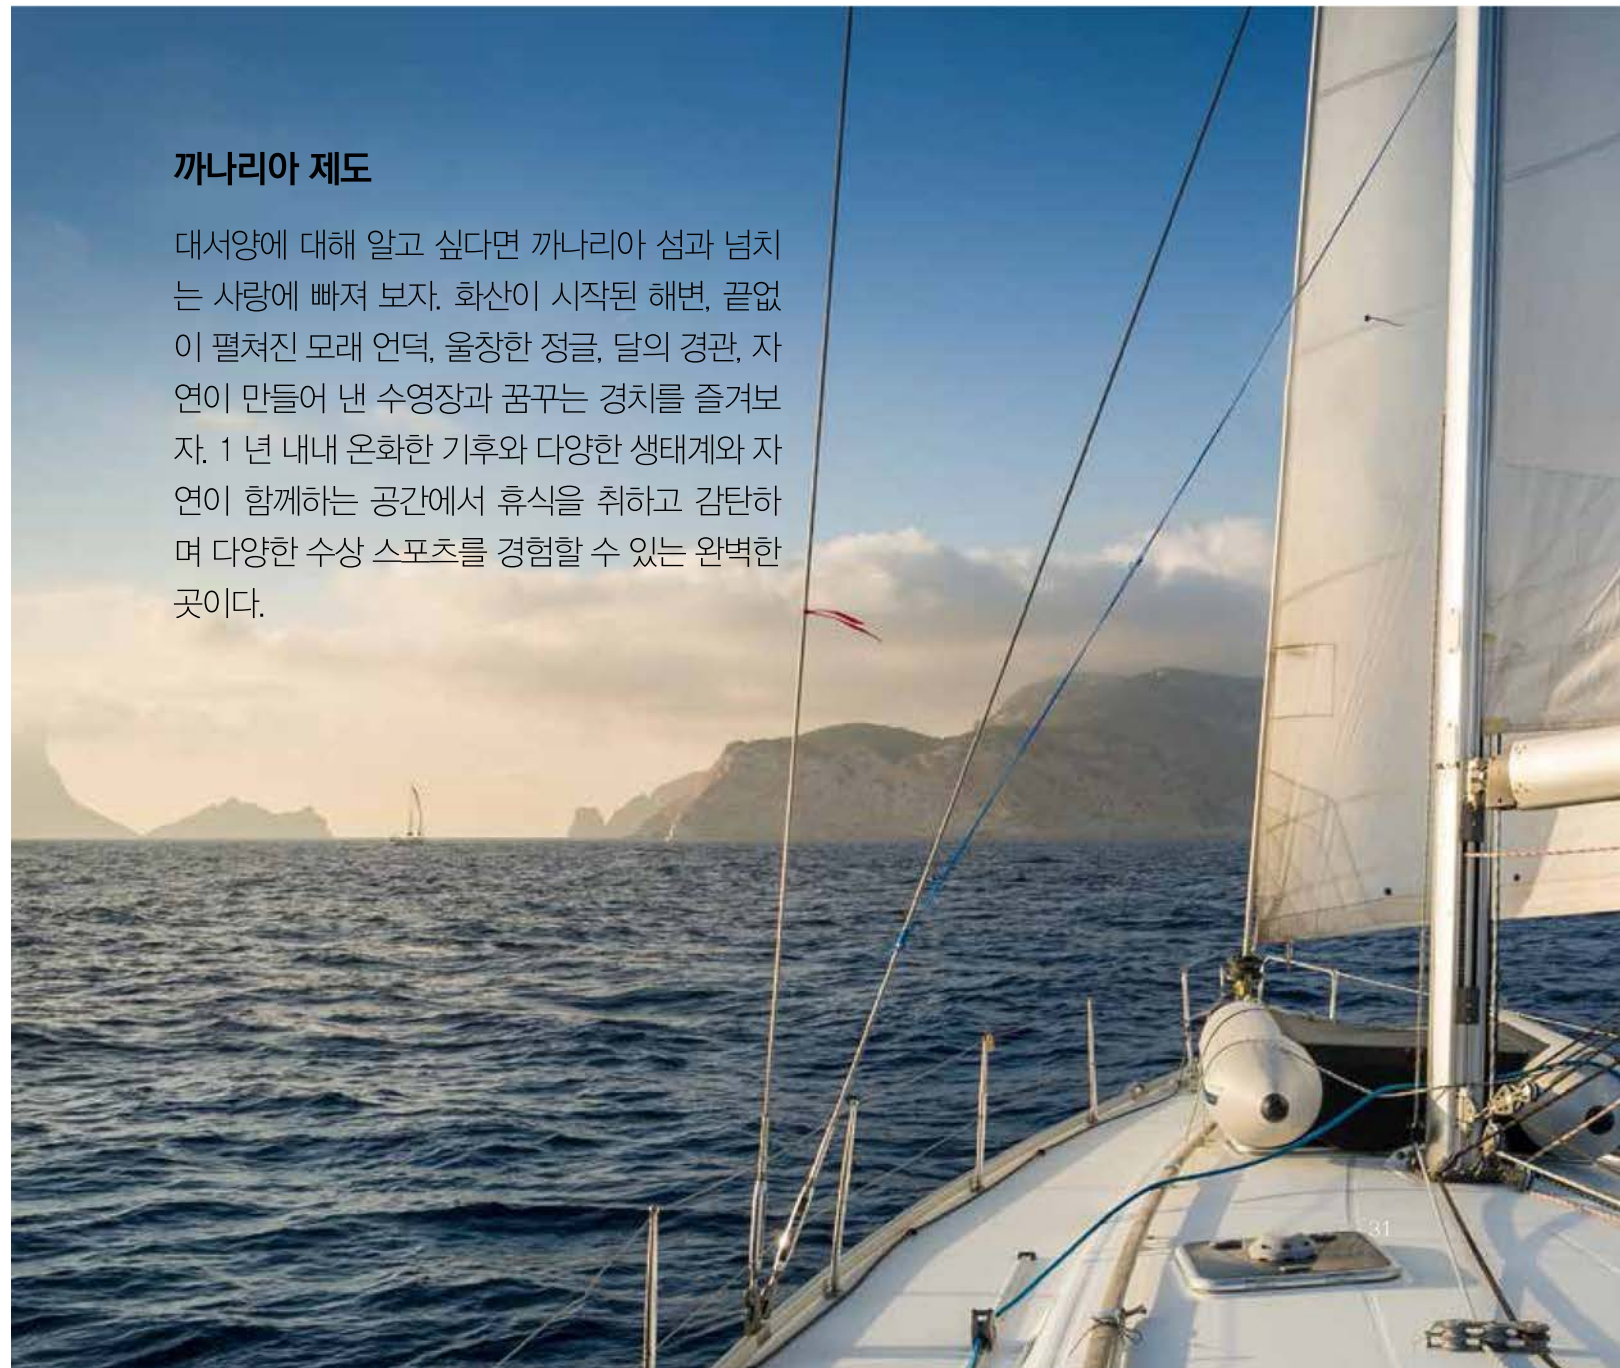 까나리아 제도
대서양에 대해 알고 싶다면 까나리아 섬과 넘치
는 사랑에 빠져 보자. 화산이 시작된 해변, 끝없
이 펼쳐진 모래 언덕, 울창한 정글, 달의 경관, 자
연이 만들어 낸 수영장과 꿈꾸는 경치를 즐겨보
자. 1 년 내내 온화한 기후와 다양한 생태계와 자
연이 함께하는 공간에서 휴식을 취하고 감탄하
며 다양한 수상 스포츠를 경험할 수 있는 완벽한
곳이다.
31